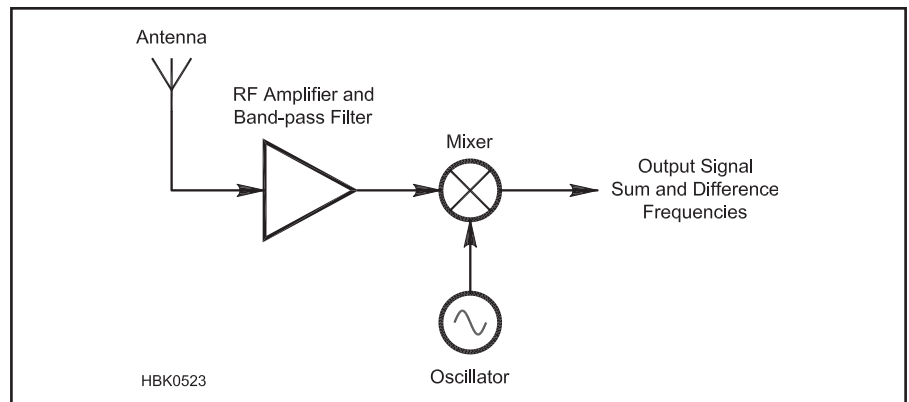 Antenna
RF Amplifier and
Band-pass Filter
Mixer
Output Signal
Sum and Difference
Frequencies
Oscillator
HBK0523